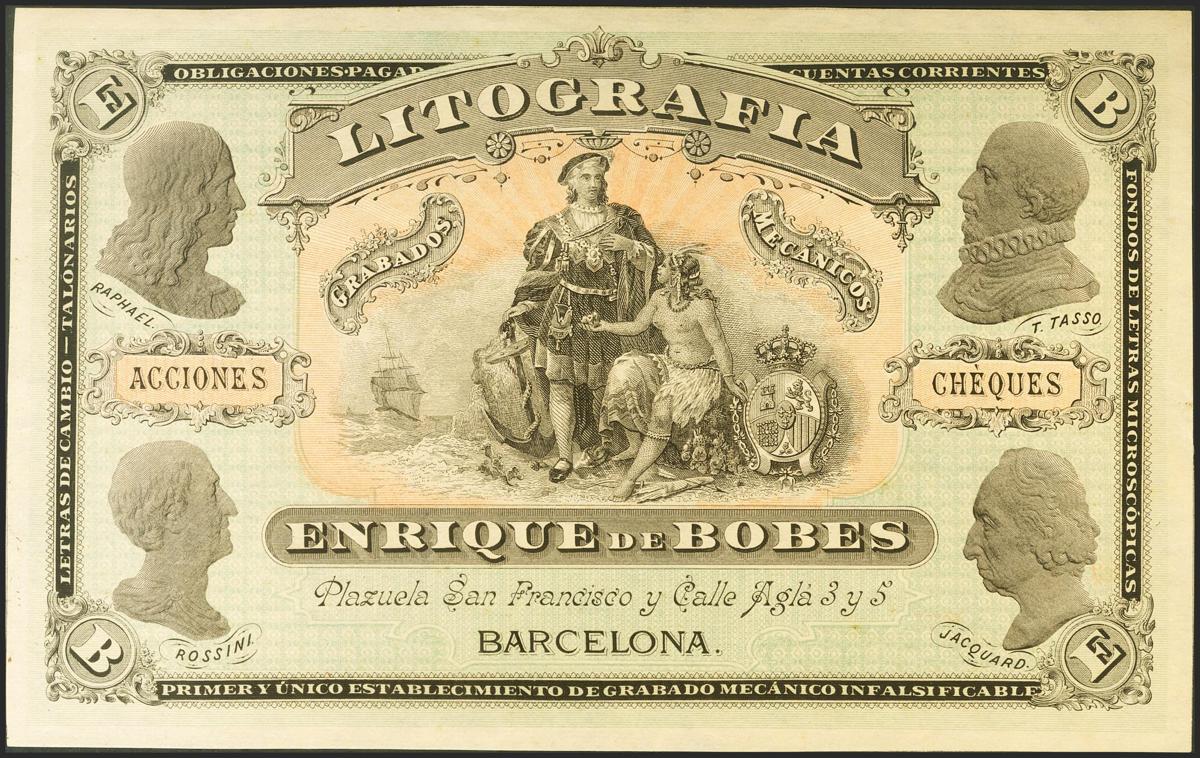 OBLIGACIONES·PAGAR
CUENTAS CORRIENTES
E
B
LITOGRAFIA
GRABADOS
MECÁNICOS
RAPHAEL.
T. TASSO
ACCIONES
CHÈQUES
LETRAS DE CAMBIO — TALONARIOS
FONDOS DE LETRAS MICROSCÓPICAS
ENRIQUE DE BOBES
Plazuela San Francisco y Calle Aglá 3 y 5
BARCELONA.
ROSSINI.
JACQUARD.
B
E
PRIMER Y ÚNICO ESTABLECIMIENTO DE GRABADO MECÁNICO INFALSIFICABLE